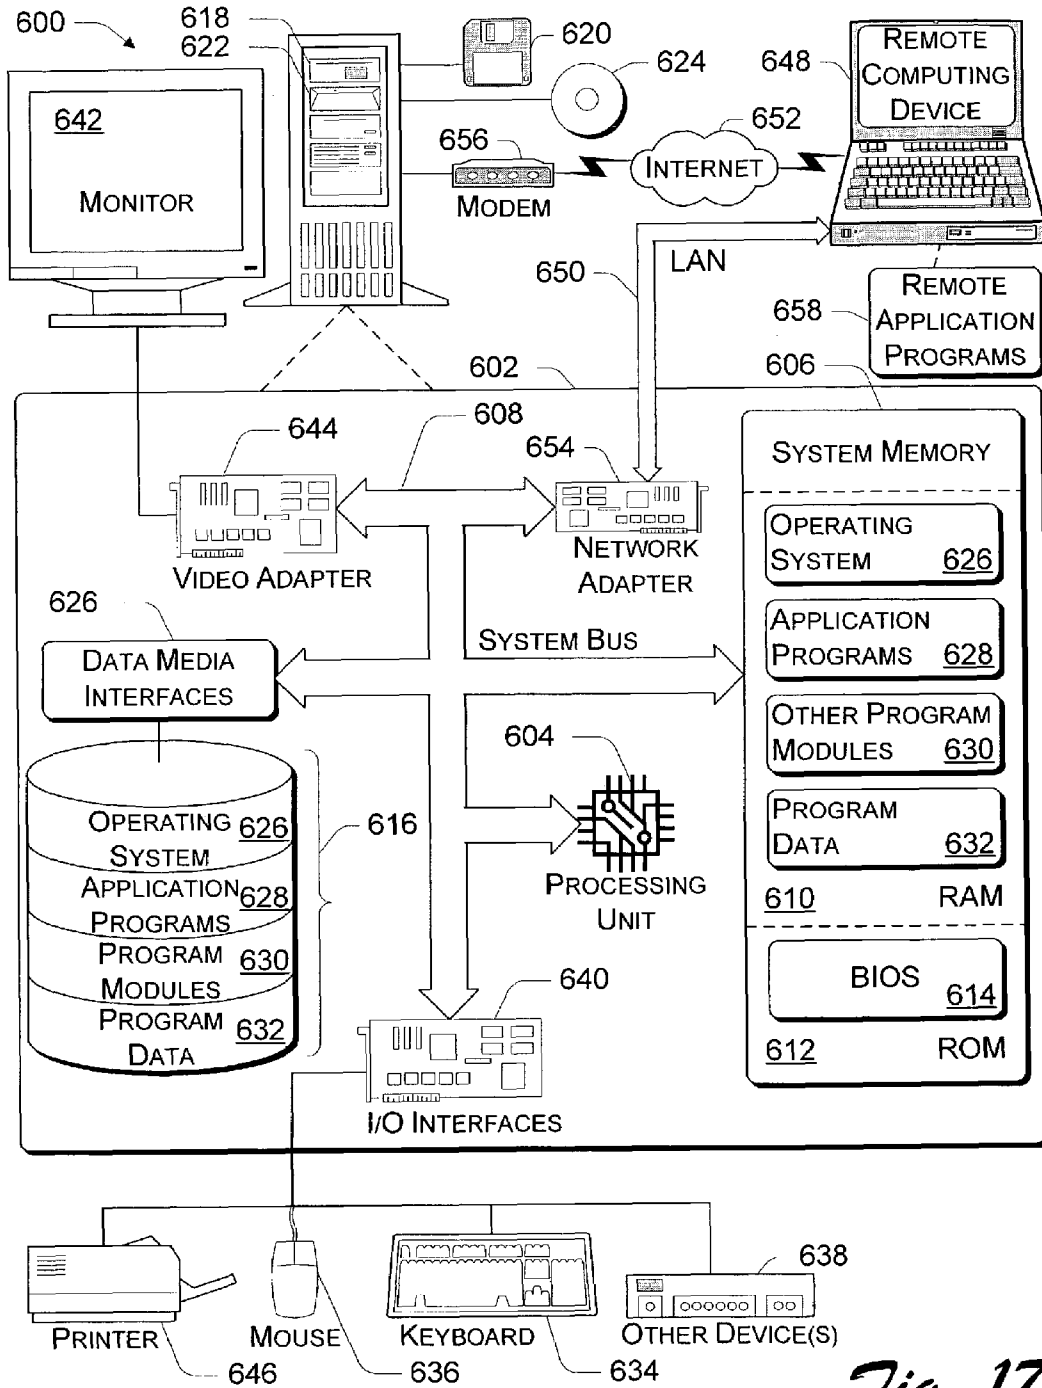 600
618
622
620
624
648
REMOTE
COMPUTING
DEVICE
642
MONITOR
656
MODEM
652
INTERNET
650
LAN
658
REMOTE
APPLICATION
PROGRAMS
602
606
644
608
654
VIDEO ADAPTER
NETWORK
ADAPTER
SYSTEM MEMORY
OPERATING
SYSTEM 626
APPLICATION
PROGRAMS 628
OTHER PROGRAM
MODULES 630
PROGRAM
DATA 632
610 RAM
BIOS 614
612 ROM
626
DATA MEDIA
INTERFACES
SYSTEM BUS
604
PROCESSING
UNIT
OPERATING 626
SYSTEM
APPLICATION 628
PROGRAMS
PROGRAM 630
MODULES
PROGRAM 632
DATA
616
640
I/O INTERFACES
PRINTER
646
MOUSE
636
KEYBOARD
634
638
OTHER DEVICE(S)
Fig. 17